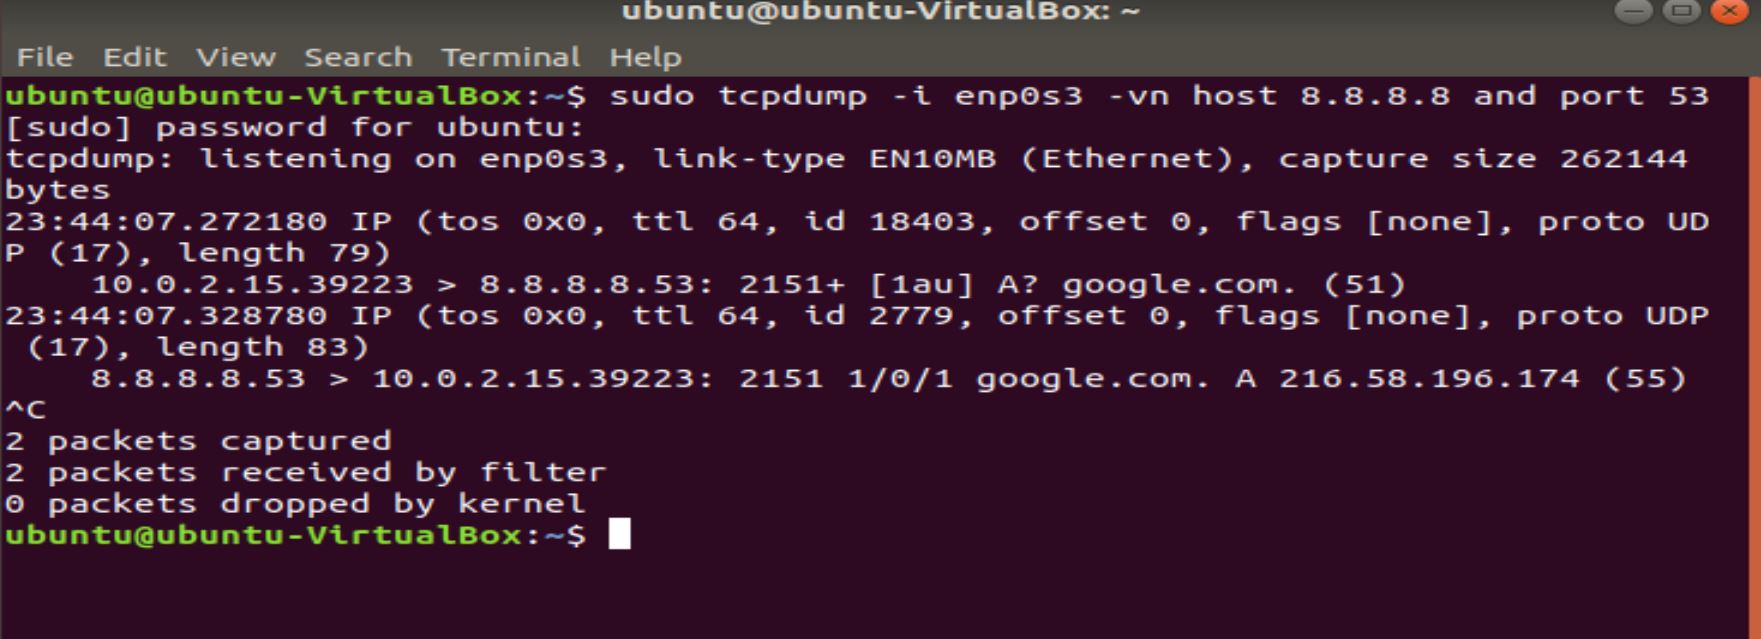 ubuntu@ubuntu-VirtualBox: ~
File Edit View Search Terminal Help
ubuntu@ubuntu-VirtualBox:~$ sudo tcpdump -i enp0s3 -vn host 8.8.8.8 and port 53
[sudo] password for ubuntu:
tcpdump: listening on enp0s3, link-type EN10MB (Ethernet), capture size 262144
bytes
23:44:07.272180 IP (tos 0x0, ttl 64, id 18403, offset 0, flags [none], proto UD
P (17), length 79)
    10.0.2.15.39223 > 8.8.8.8.53: 2151+ [1au] A? google.com. (51)
23:44:07.328780 IP (tos 0x0, ttl 64, id 2779, offset 0, flags [none], proto UDP
 (17), length 83)
    8.8.8.8.53 > 10.0.2.15.39223: 2151 1/0/1 google.com. A 216.58.196.174 (55)
^C
2 packets captured
2 packets received by filter
0 packets dropped by kernel
ubuntu@ubuntu-VirtualBox:~$